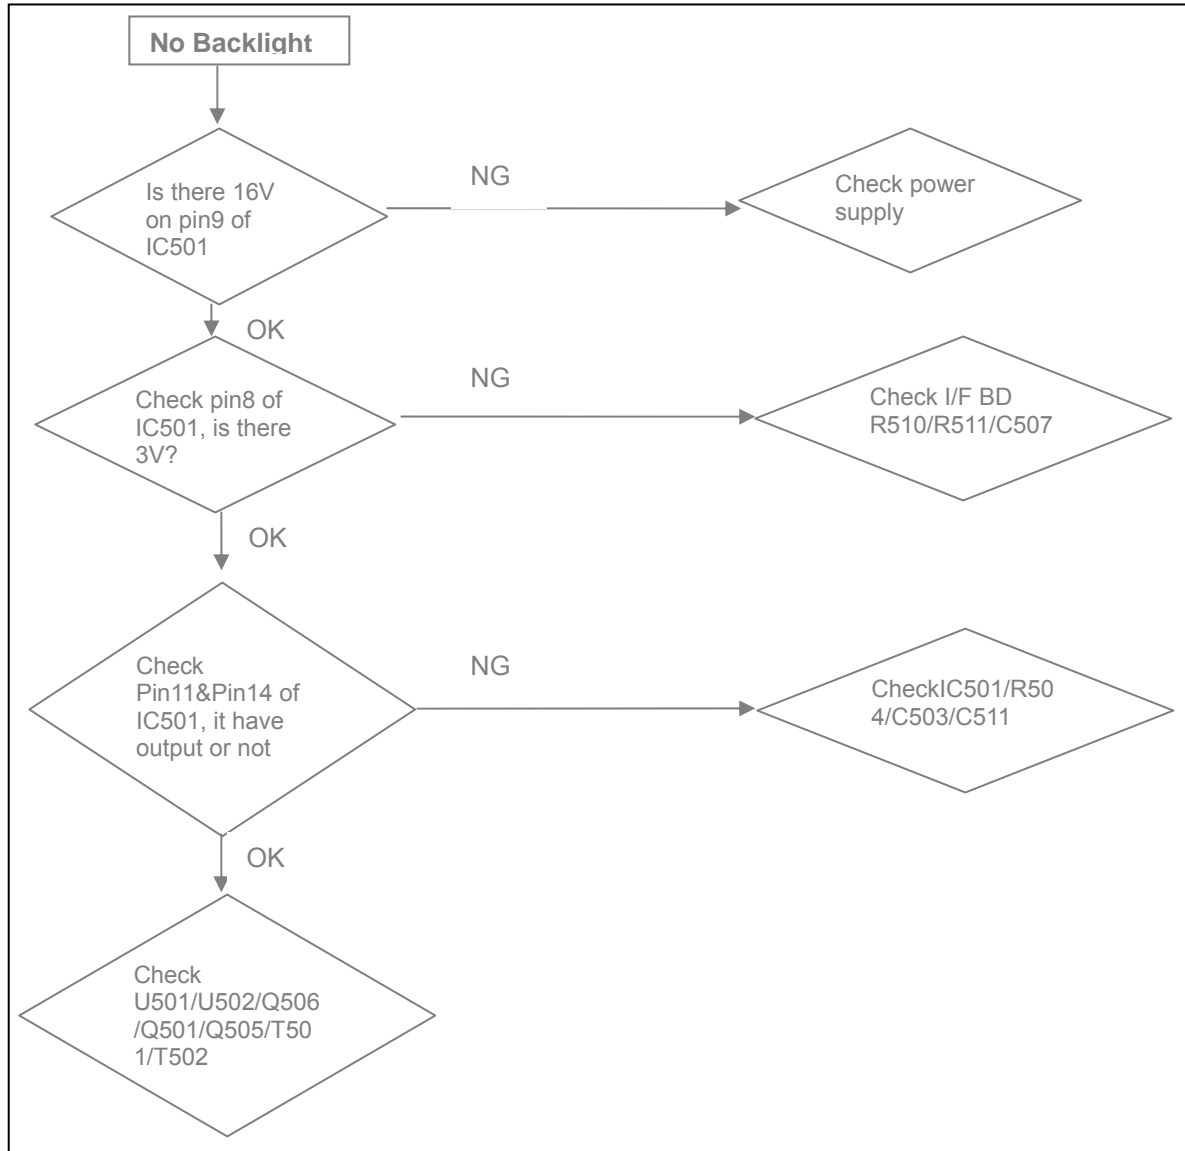 No Backlight
Is there 16V
on pin9 of
IC501
NG
Check power
supply
OK
Check pin8 of
IC501, is there
3V?
NG
Check I/F BD
R510/R511/C507
OK
Check
Pin11&Pin14 of
IC501, it have
output or not
NG
CheckIC501/R50
4/C503/C511
OK
Check
U501/U502/Q506
/Q501/Q505/T50
1/T502